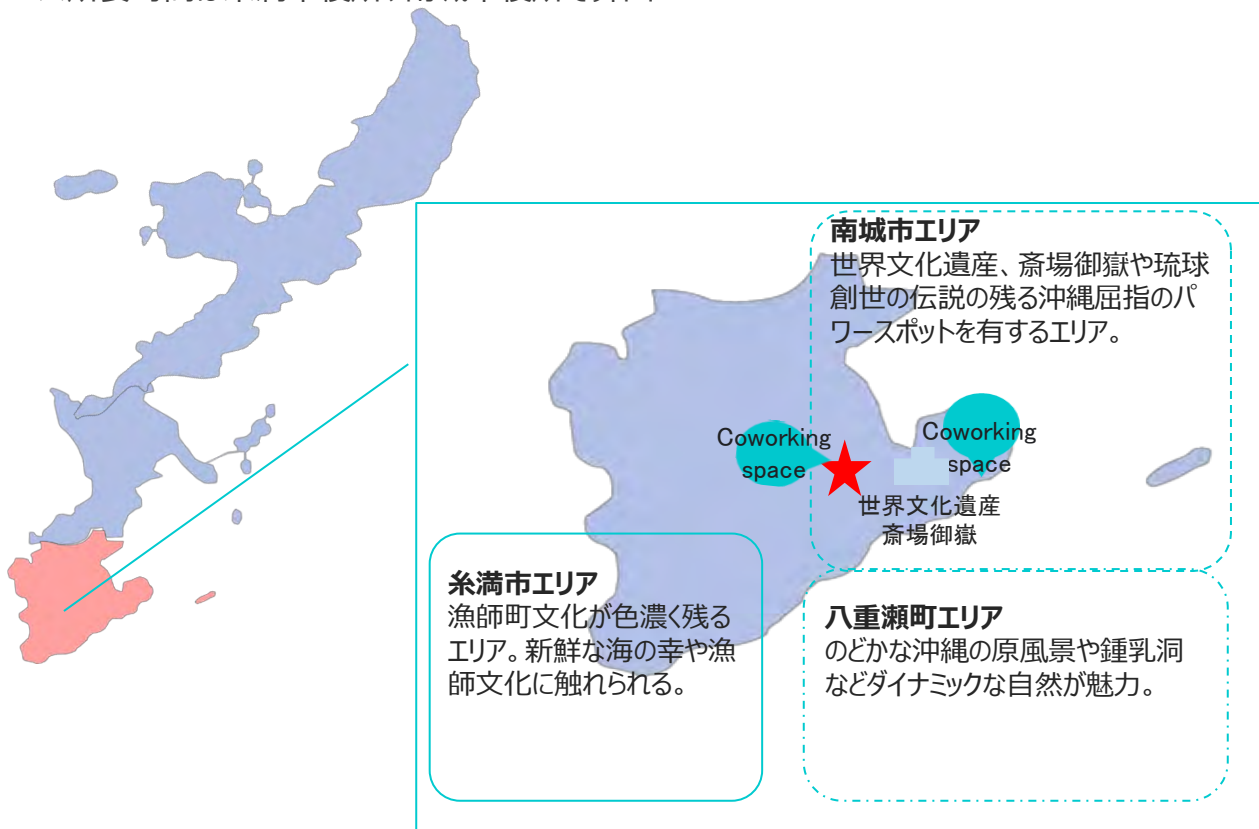 南城市エリア
世界文化遺産、斎場御嶽や琉球
創世の伝説の残る沖縄屈指のパ
ワースポットを有するエリア。
Coworking
space
Coworking
space
世界文化遺産
斎場御嶽
糸満市エリア
漁師町文化が色濃く残る
エリア。新鮮な海の幸や漁
師文化に触れられる。
八重瀬町エリア
のどかな沖縄の原風景や鍾乳洞
などダイナミックな自然が魅力。